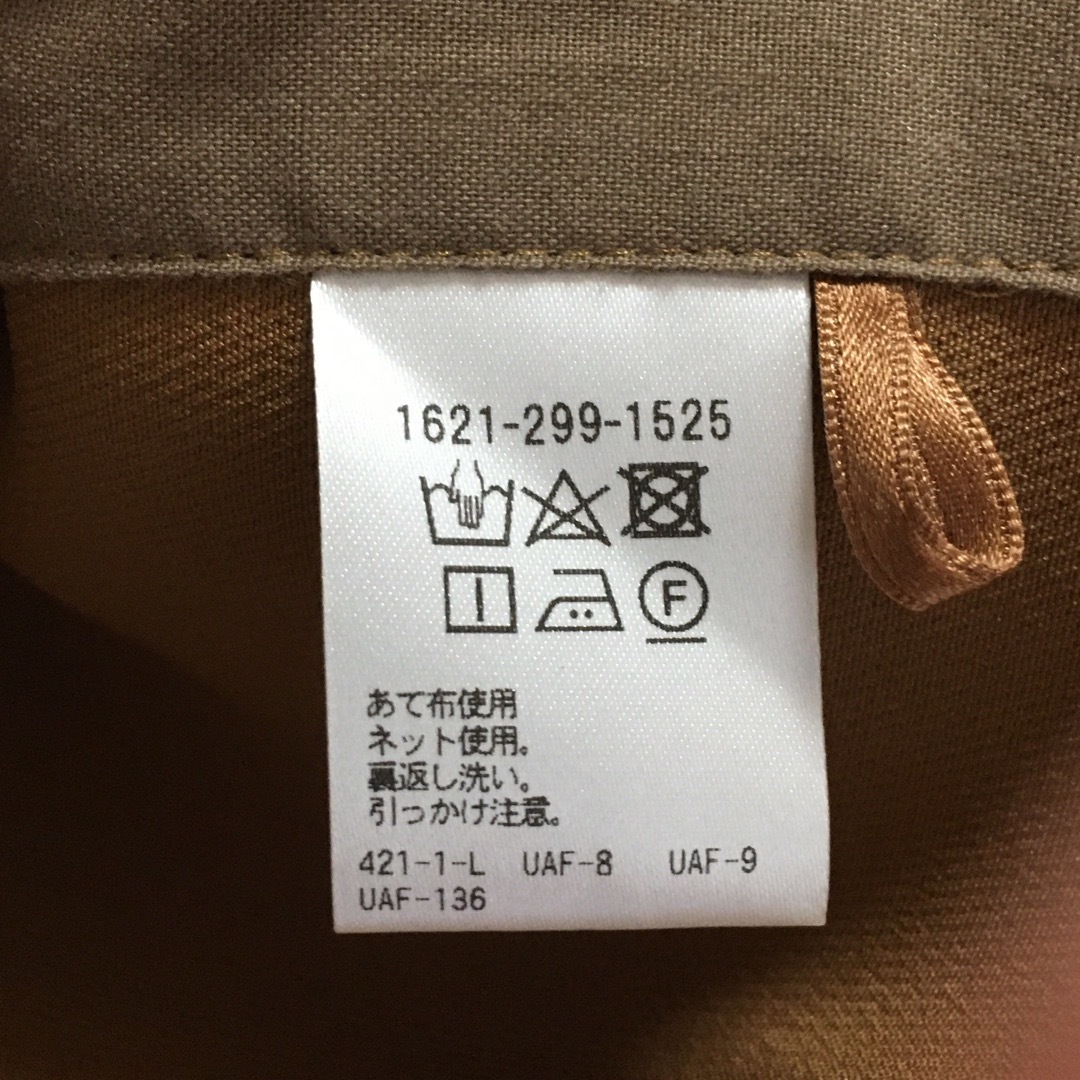 1621-299-1525
F
あて布使用
ネット使用。
裏返し洗い。
引っかけ注意。
421-1-L UAF-8 UAF-9
UAF-136